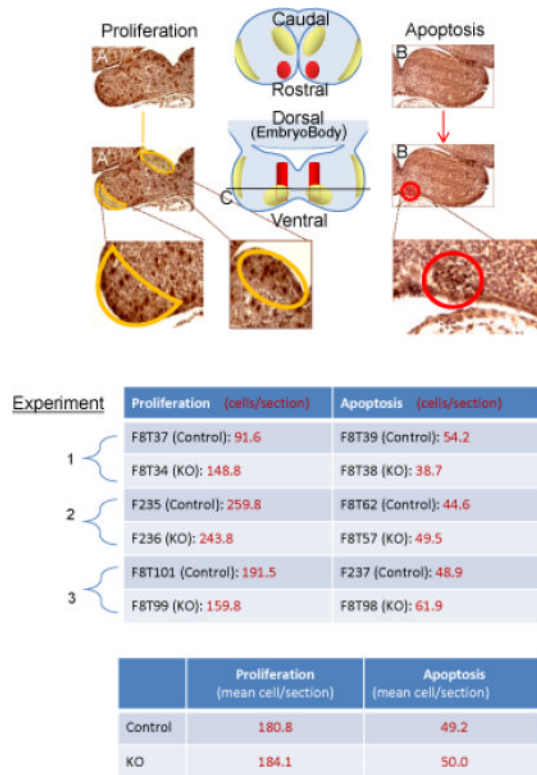 Proliferation
Caudal
Apoptosis
A
B
Rostral
Dorsal
(EmbryoBody)
A
B
C
Ventral
Experiment
Proliferation (cells/section) Apoptosis (cells/section)
F8T37 (Control): 91.6 F8T39 (Control): 54.2
1
F8T34 (KO): 148.8 F8T38 (KO): 38.7
F235 (Control): 259.8 F8T62 (Control): 44.6
2
F236 (KO): 243.8 F8T57 (KO): 49.5
F8T101 (Control): 191.5 F237 (Control): 48.9
3
F8T99 (KO): 159.8 F8T98 (KO): 61.9
Proliferation Apoptosis
(mean cell/section) (mean cell/section)
Control 180.8 49.2
KO 184.1 50.0